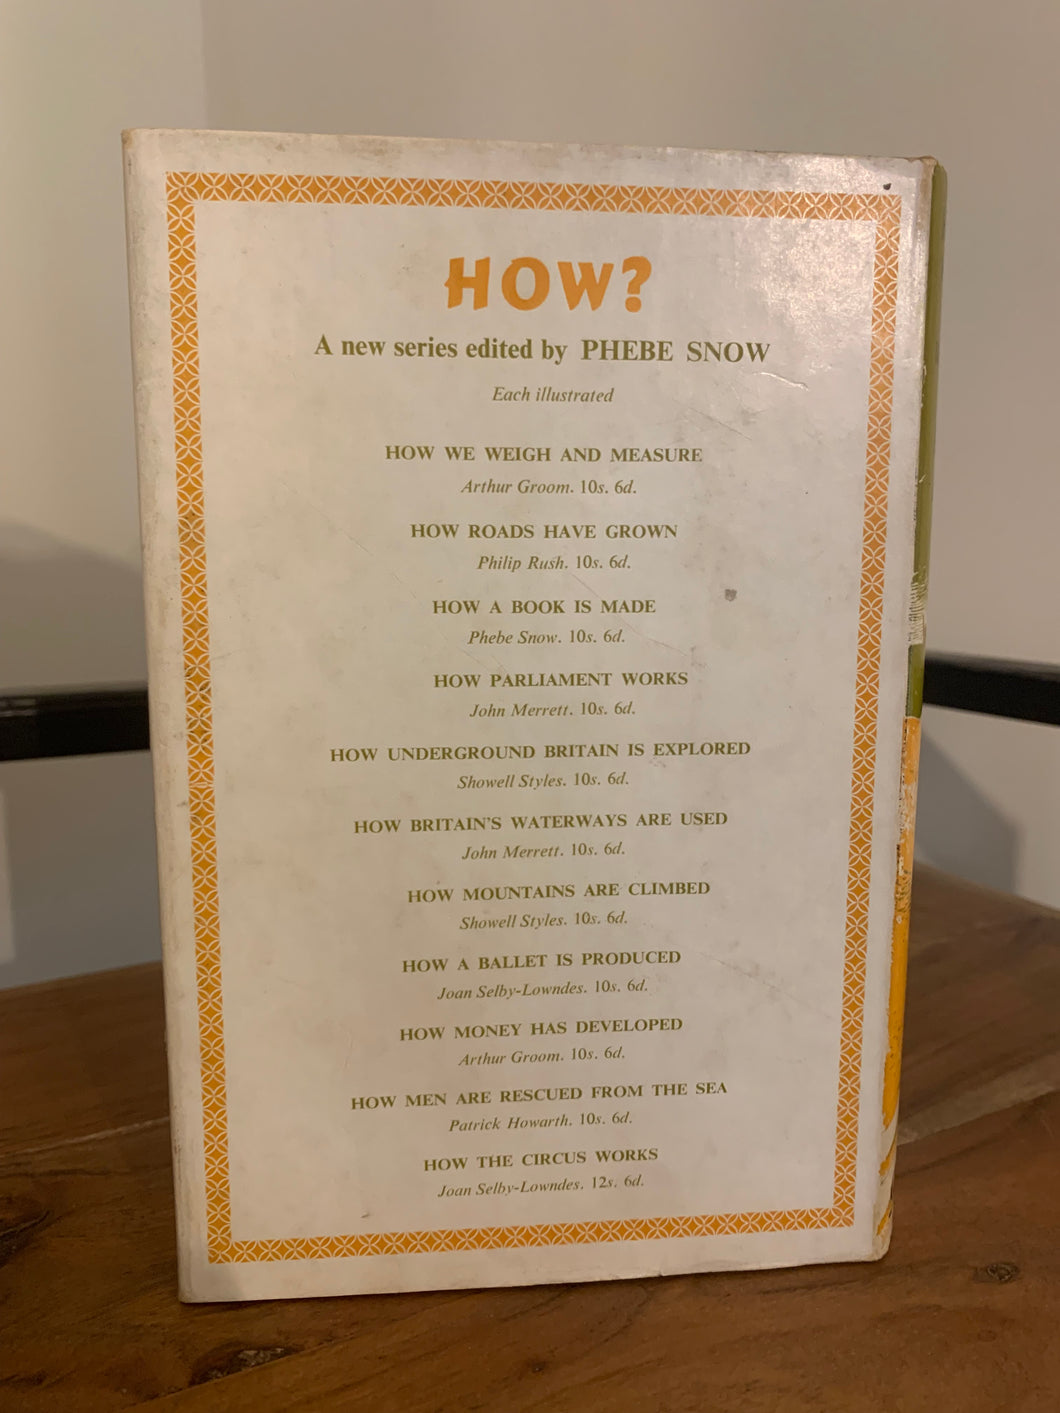 HOW?
A new series edited by PHEBE SNOW
Each illustrated
HOW WE WEIGH AND MEASURE
Arthur Groom. 10s. 6d.
HOW ROADS HAVE GROWN
Philip Rush. 10s. 6d.
HOW A BOOK IS MADE
Phebe Snow. 10s. 6d.
HOW PARLIAMENT WORKS
John Merrett. 10s. 6d.
HOW UNDERGROUND BRITAIN IS EXPLORED
Showell Styles. 10s. 6d.
HOW BRITAIN'S WATERWAYS ARE USED
John Merrett. 10s. 6d.
HOW MOUNTAINS ARE CLIMBED
Showell Styles. 10s. 6d.
HOW A BALLET IS PRODUCED
Joan Selby-Lowndes. 10s. 6d.
HOW MONEY HAS DEVELOPED
Arthur Groom. 10s. 6d.
HOW MEN ARE RESCUED FROM THE SEA
Patrick Howarth. 10s. 6d.
HOW THE CIRCUS WORKS
Joan Selby-Lowndes. 12s. 6d.